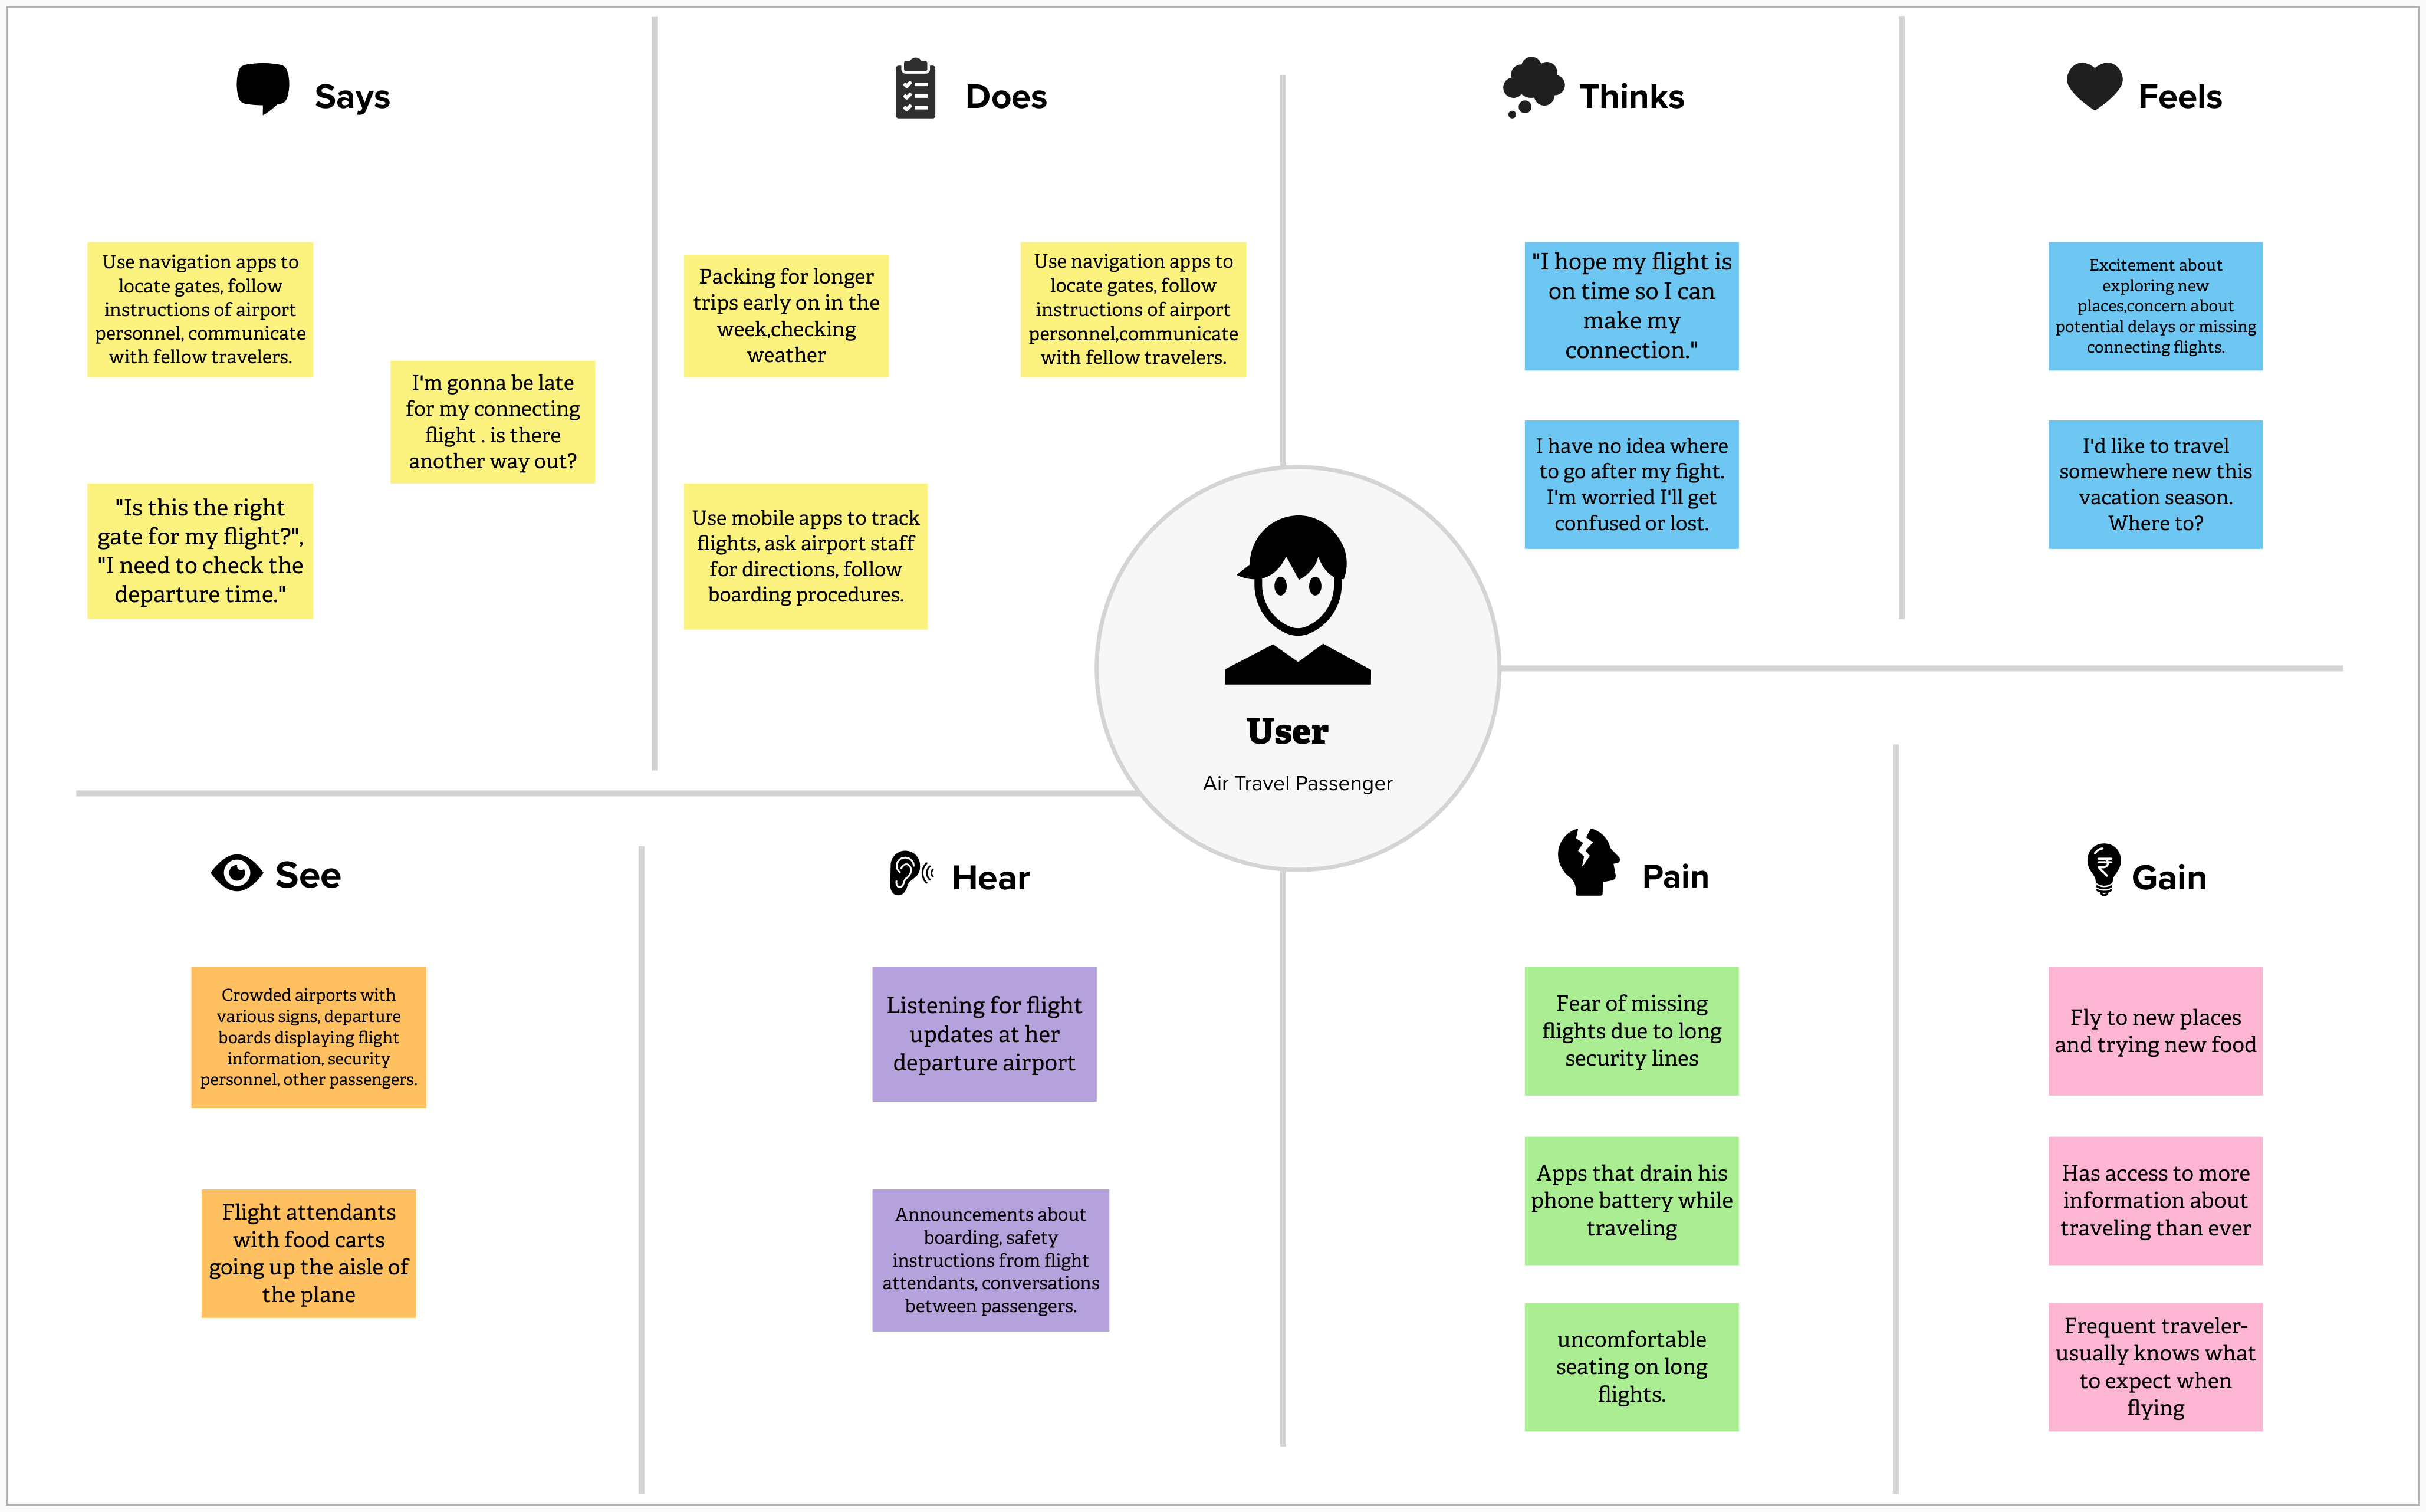 Says
Use navigation apps to
locate gates, follow
instructions of airport
personnel, communicate
with fellow travelers.
I'm gonna be late
for my connecting
flight . is there
another way out?
"Is this the right
gate for my flight?",
"I need to check the
departure time."
Does
Packing for longer
trips early on in the
week,checking
weather
Use navigation apps to
locate gates, follow
instructions of airport
personnel,communicate
with fellow travelers.
Use mobile apps to track
flights, ask airport staff
for directions, follow
boarding procedures.
Thinks
"I hope my flight is
on time so I can
make my
connection."
I have no idea where
to go after my fight.
I'm worried I'll get
confused or lost.
Feels
Excitement about
exploring new
places,concern about
potential delays or missing
connecting flights.
I'd like to travel
somewhere new this
vacation season.
Where to?
User
Air Travel Passenger
See
Crowded airports with
various signs, departure
boards displaying flight
information, security
personnel, other passengers.
Flight attendants
with food carts
going up the aisle of
the plane
Hear
Listening for flight
updates at her
departure airport
Announcements about
boarding, safety
instructions from flight
attendants, conversations
between passengers.
Pain
Fear of missing
flights due to long
security lines
Apps that drain his
phone battery while
traveling
uncomfortable
seating on long
flights.
₹
Gain
Fly to new places
and trying new food
Has access to more
information about
traveling than ever
Frequent traveler-
usually knows what
to expect when
flying